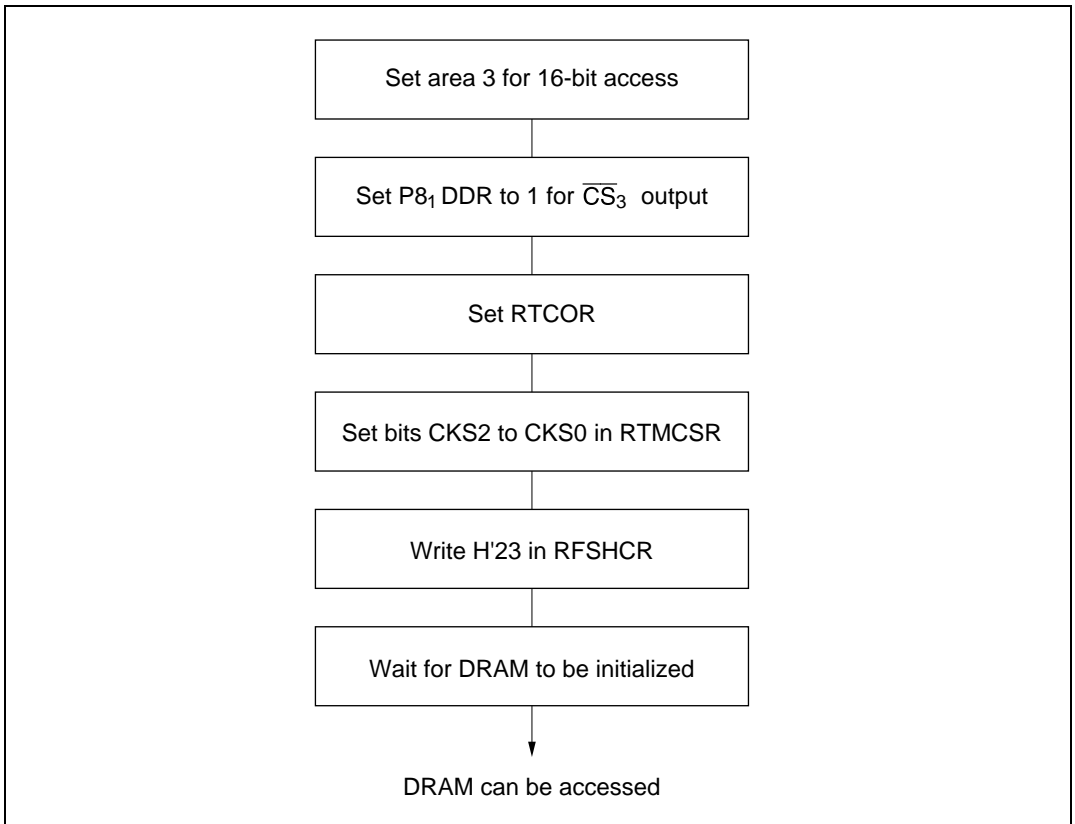 Set area 3 for 16-bit access
Set P8₁ DDR to 1 for C̅S̅₃ output
Set RTCOR
Set bits CKS2 to CKS0 in RTMCSR
Write H'23 in RFSHCR
Wait for DRAM to be initialized
DRAM can be accessed